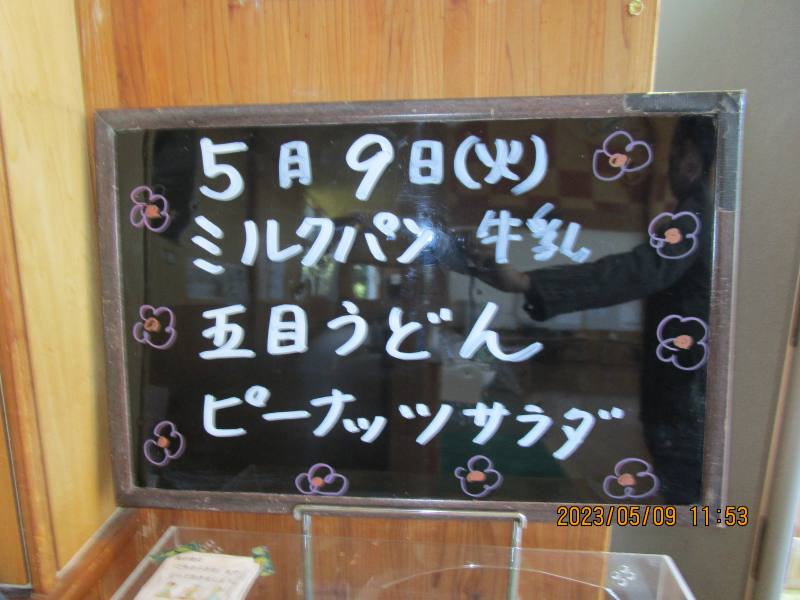 5月9日(火)
ミルクパン 牛乳
五目うどん
ピーナッツサラダ
2023/05/09 11:53